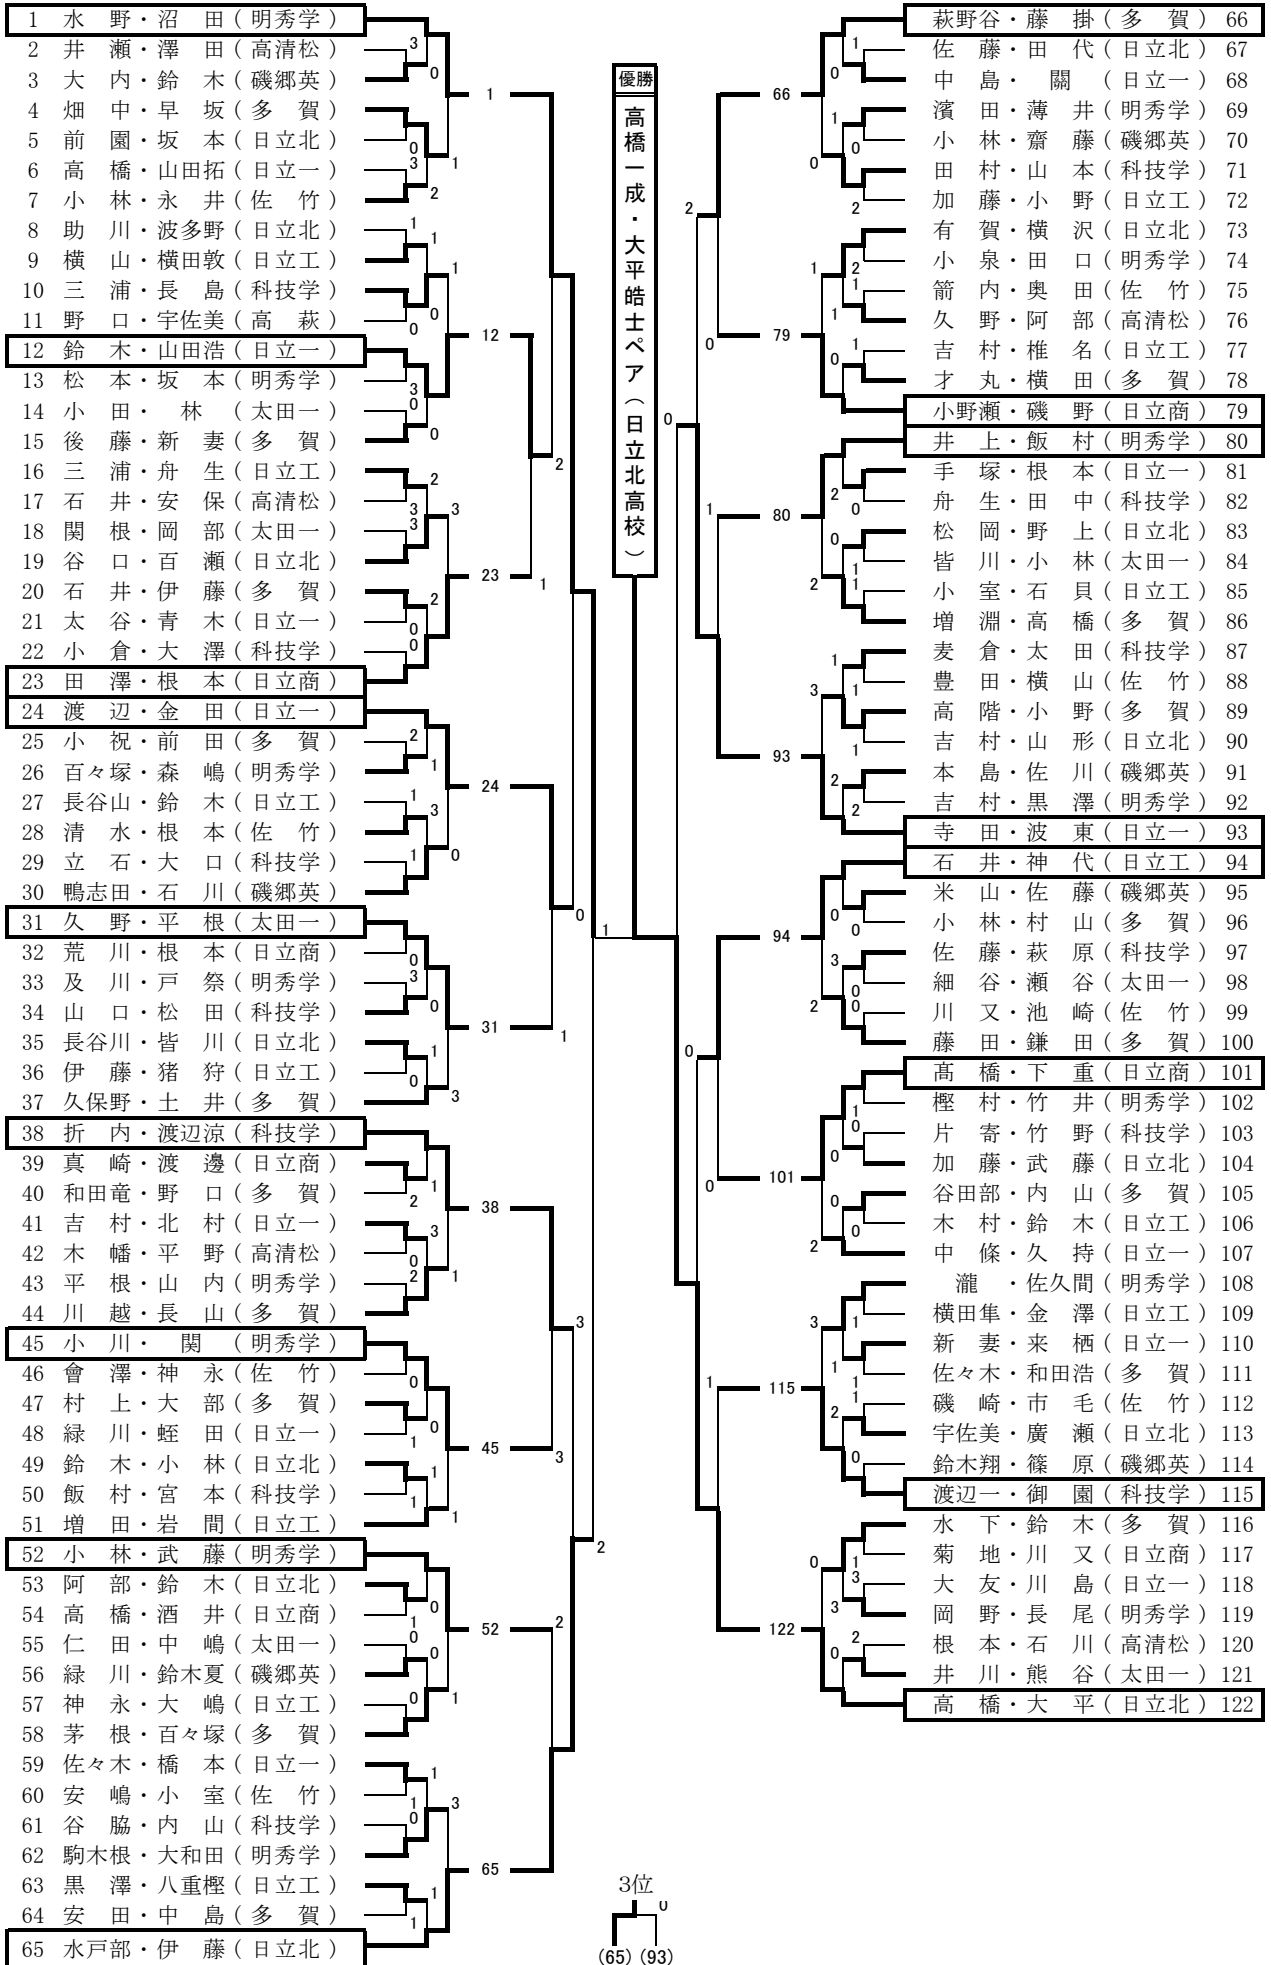 1 水 野・沼 田(明秀学)
2 井 瀬・澤 田(高清松)
3 大 内・鈴 木(磯郷英)
4 畑 中・早 坂(多 賀)
5 前 園・坂 本(日立北)
6 高 橋・山田拓(日立一)
7 小 林・永 井(佐 竹)
8 助 川・波多野(日立北)
9 横 山・横田敦(日立工)
10 三 浦・長 島(科技学)
11 野 口・宇佐美(高 萩)
12 鈴 木・山田浩(日立一)
13 松 本・坂 本(明秀学)
14 小 田・ 林 (太田一)
15 後 藤・新 妻(多 賀)
16 三 浦・舟 生(日立工)
17 石 井・安 保(高清松)
18 関 根・岡 部(太田一)
19 谷 口・百 瀬(日立北)
20 石 井・伊 藤(多 賀)
21 太 谷・青 木(日立一)
22 小 倉・大 澤(科技学)
23 田 澤・根 本(日立商)
24 渡 辺・金 田(日立一)
25 小 祝・前 田(多 賀)
26 百々塚・森 嶋(明秀学)
27 長谷山・鈴 木(日立工)
28 清 水・根 本(佐 竹)
29 立 石・大 口(科技学)
30 鴨志田・石 川(磯郷英)
31 久 野・平 根(太田一)
32 荒 川・根 本(日立商)
33 及 川・戸 祭(明秀学)
34 山 口・松 田(科技学)
35 長谷川・皆 川(日立北)
36 伊 藤・猪 狩(日立工)
37 久保野・土 井(多 賀)
38 折 内・渡辺涼(科技学)
39 真 崎・渡 邊(日立商)
40 和田竜・野 口(多 賀)
41 吉 村・北 村(日立一)
42 木 幡・平 野(高清松)
43 平 根・山 内(明秀学)
44 川 越・長 山(多 賀)
45 小 川・ 関 (明秀学)
46 會 澤・神 永(佐 竹)
47 村 上・大 部(多 賀)
48 緑 川・蛭 田(日立一)
49 鈴 木・小 林(日立北)
50 飯 村・宮 本(科技学)
51 増 田・岩 間(日立工)
52 小 林・武 藤(明秀学)
53 阿 部・鈴 木(日立北)
54 高 橋・酒 井(日立商)
55 仁 田・中 嶋(太田一)
56 緑 川・鈴木夏(磯郷英)
57 神 永・大 嶋(日立工)
58 茅 根・百々塚(多 賀)
59 佐々木・橋 本(日立一)
60 安 嶋・小 室(佐 竹)
61 谷 脇・内 山(科技学)
62 駒木根・大和田(明秀学)
63 黒 澤・八重樫(日立工)
64 安 田・中 島(多 賀)
65 水戸部・伊 藤(日立北)
1
12
23
24
31
38
45
52
65
優勝
高橋一成・大平皓士ペア(日立北高校)
3位
0
(65) (93)
66
79
80
93
94
101
115
122
萩野谷・藤 掛(多 賀) 66
佐 藤・田 代(日立北) 67
中 島・ 關 (日立一) 68
濱 田・薄 井(明秀学) 69
小 林・齋 藤(磯郷英) 70
田 村・山 本(科技学) 71
加 藤・小 野(日立工) 72
有 賀・横 沢(日立北) 73
小 泉・田 口(明秀学) 74
箭 内・奥 田(佐 竹) 75
久 野・阿 部(高清松) 76
吉 村・椎 名(日立工) 77
才 丸・横 田(多 賀) 78
小野瀬・磯 野(日立商) 79
井 上・飯 村(明秀学) 80
手 塚・根 本(日立一) 81
舟 生・田 中(科技学) 82
松 岡・野 上(日立北) 83
皆 川・小 林(太田一) 84
小 室・石 貝(日立工) 85
増 淵・高 橋(多 賀) 86
麦 倉・太 田(科技学) 87
豊 田・横 山(佐 竹) 88
高 階・小 野(多 賀) 89
吉 村・山 形(日立北) 90
本 島・佐 川(磯郷英) 91
吉 村・黒 澤(明秀学) 92
寺 田・波 東(日立一) 93
石 井・神 代(日立工) 94
米 山・佐 藤(磯郷英) 95
小 林・村 山(多 賀) 96
佐 藤・萩 原(科技学) 97
細 谷・瀬 谷(太田一) 98
川 又・池 崎(佐 竹) 99
藤 田・鎌 田(多 賀) 100
髙 橋・下 重(日立商) 101
樫 村・竹 井(明秀学) 102
片 寄・竹 野(科技学) 103
加 藤・武 藤(日立北) 104
谷田部・内 山(多 賀) 105
木 村・鈴 木(日立工) 106
中 條・久 持(日立一) 107
瀧 ・佐久間(明秀学) 108
横田隼・金 澤(日立工) 109
新 妻・来 栖(日立一) 110
佐々木・和田浩(多 賀) 111
磯 崎・市 毛(佐 竹) 112
宇佐美・廣 瀬(日立北) 113
鈴木翔・篠 原(磯郷英) 114
渡辺一・御 園(科技学) 115
水 下・鈴 木(多 賀) 116
菊 地・川 又(日立商) 117
大 友・川 島(日立一) 118
岡 野・長 尾(明秀学) 119
根 本・石 川(高清松) 120
井 川・熊 谷(太田一) 121
高 橋・大 平(日立北) 122